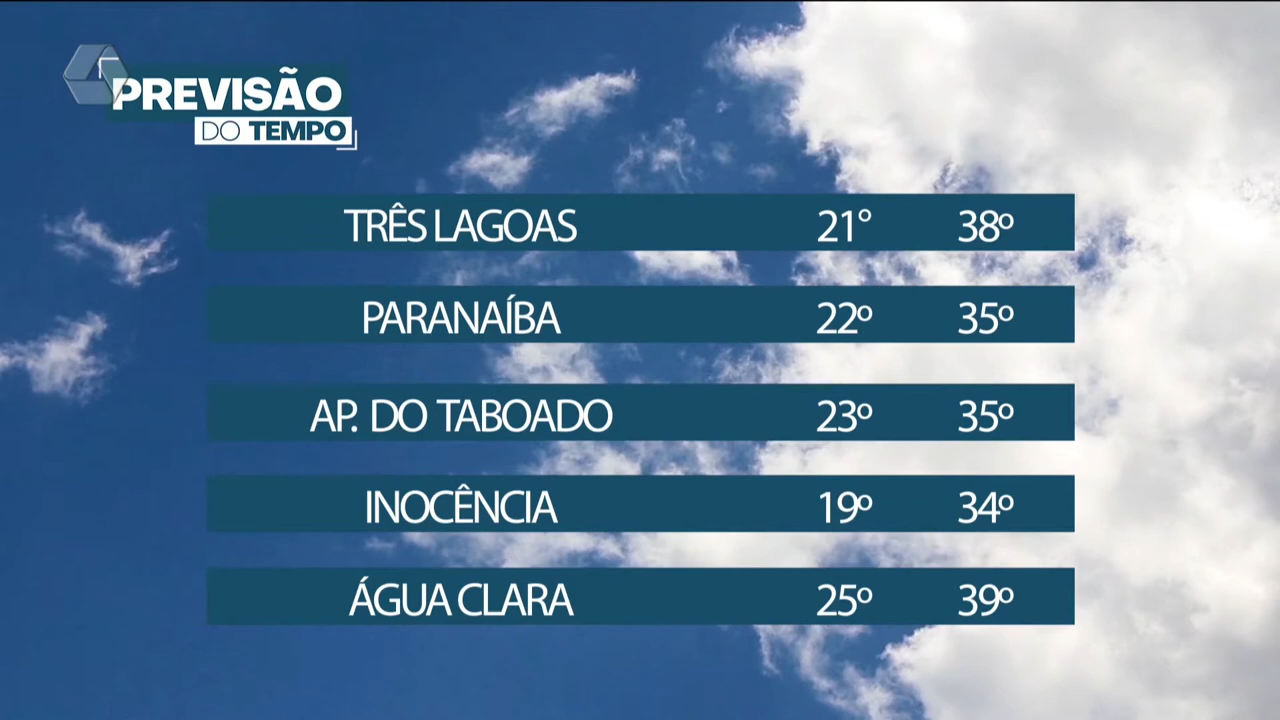 PREVISÃO
DO TEMPO
TRÊS LAGOAS 21° 38º
PARANAÍBA 22º 35º
AP. DO TABOADO 23º 35º
INOCÊNCIA 19º 34º
ÁGUA CLARA 25º 39º